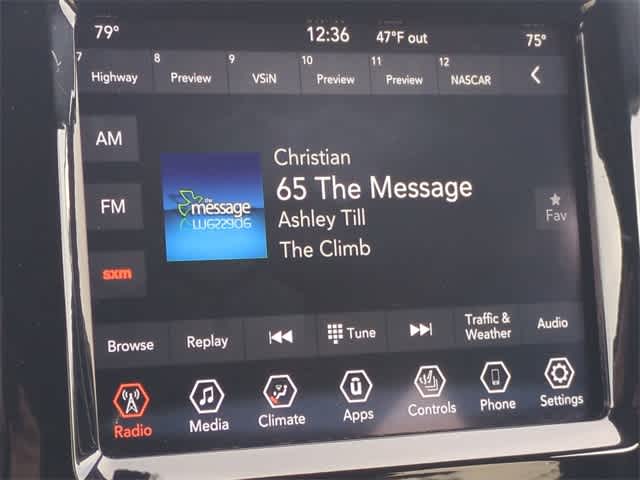 79° 12:36 47°F out 75°
7 8 9 10 11 12
Highway Preview VSiN Preview Preview NASCAR
AM
FM
sxm
the
message
Christian
65 The Message
Ashley Till
The Climb
Fav
Browse Replay Tune Traffic & Weather Audio
Radio Media Climate Apps Controls Phone Settings